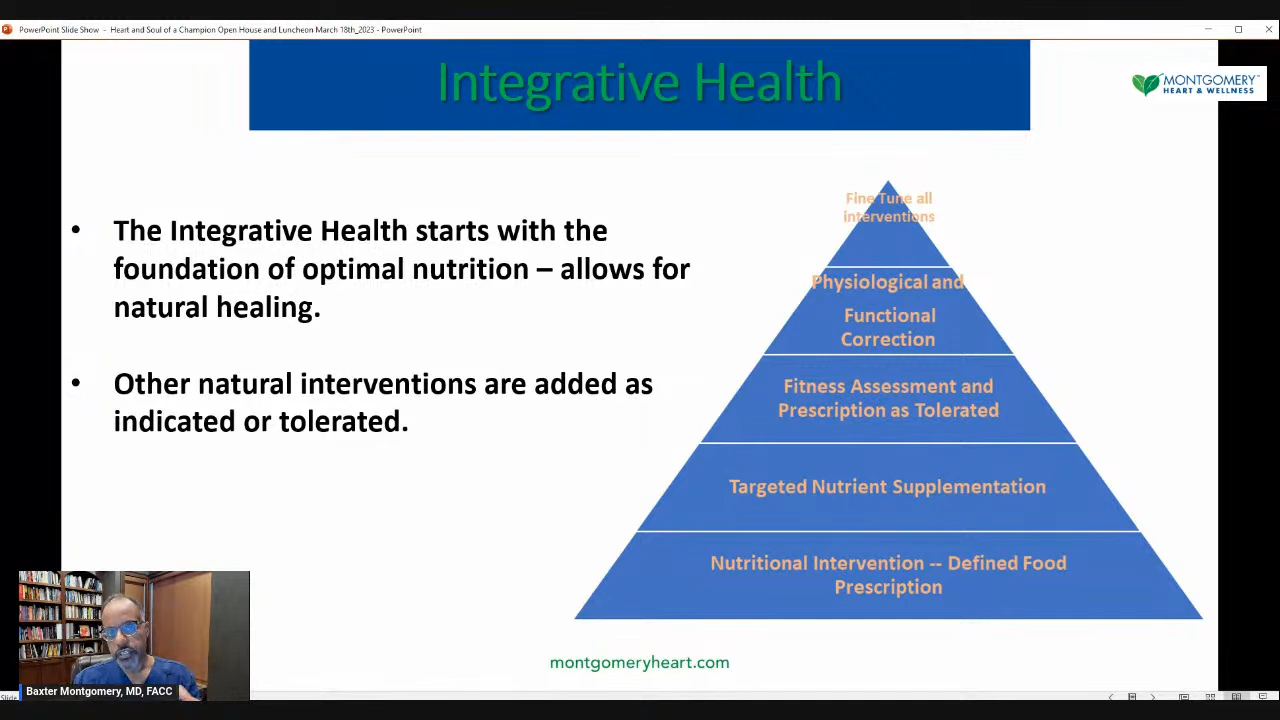 PowerPoint Slide Show - Heart and Soul of a Champion Open House and Luncheon March 18th_2023 - PowerPoint
Integrative Health
MONTGOMERY™
HEART & WELLNESS
• The Integrative Health starts with the
foundation of optimal nutrition – allows for
natural healing.
• Other natural interventions are added as
indicated or tolerated.
Fine Tune all
interventions
Physiological and
Functional
Correction
Fitness Assessment and
Prescription as Tolerated
Targeted Nutrient Supplementation
Nutritional Intervention -- Defined Food
Prescription
montgomeryheart.com
Baxter Montgomery, MD, FACC
Slide